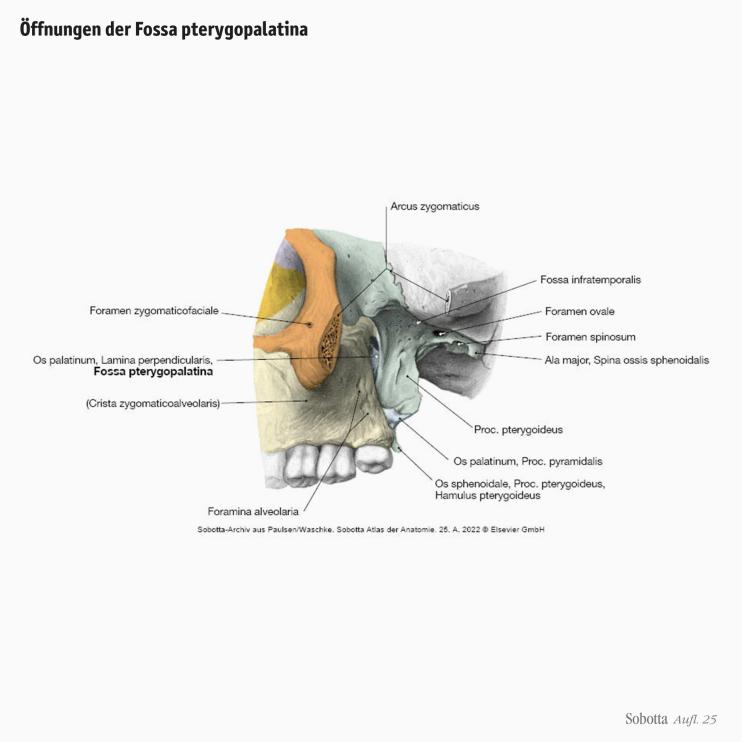 Öffnungen der Fossa pterygopalatina
Arcus zygomaticus
Fossa infratemporalis
Foramen ovale
Foramen spinosum
Ala major, Spina ossis sphenoidalis
Foramen zygomaticofaciale
Os palatinum, Lamina perpendicularis,
Fossa pterygopalatina
(Crista zygomaticoalveolaris)
Proc. pterygoideus
Os palatinum, Proc. pyramidalis
Os sphenoidale, Proc. pterygoideus,
Hamulus pterygoideus
Foramina alveolaria
Sobotta-Archiv aus Paulsen/Waschke. Sobotta Atlas der Anatomie. 25. A. 2022 © Elsevier GmbH
Sobotta Aufl. 25